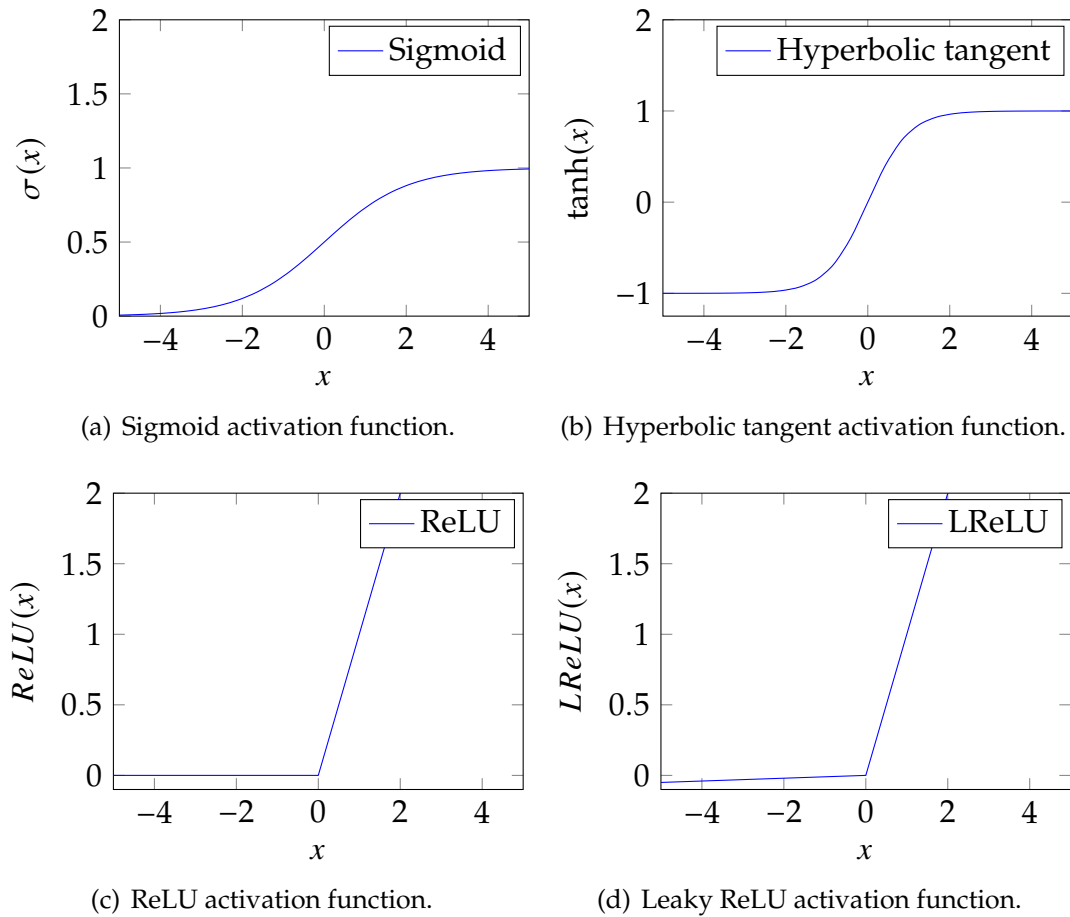 2
1.5
1
0.5
0
σ(x)
Sigmoid
−4 −2 0 2 4
x
(a) Sigmoid activation function.
2
1
0
−1
tanh(x)
Hyperbolic tangent
−4 −2 0 2 4
x
(b) Hyperbolic tangent activation function.
2
1.5
1
0.5
0
ReLU(x)
ReLU
−4 −2 0 2 4
x
(c) ReLU activation function.
2
1.5
1
0.5
0
LReLU(x)
LReLU
−4 −2 0 2 4
x
(d) Leaky ReLU activation function.